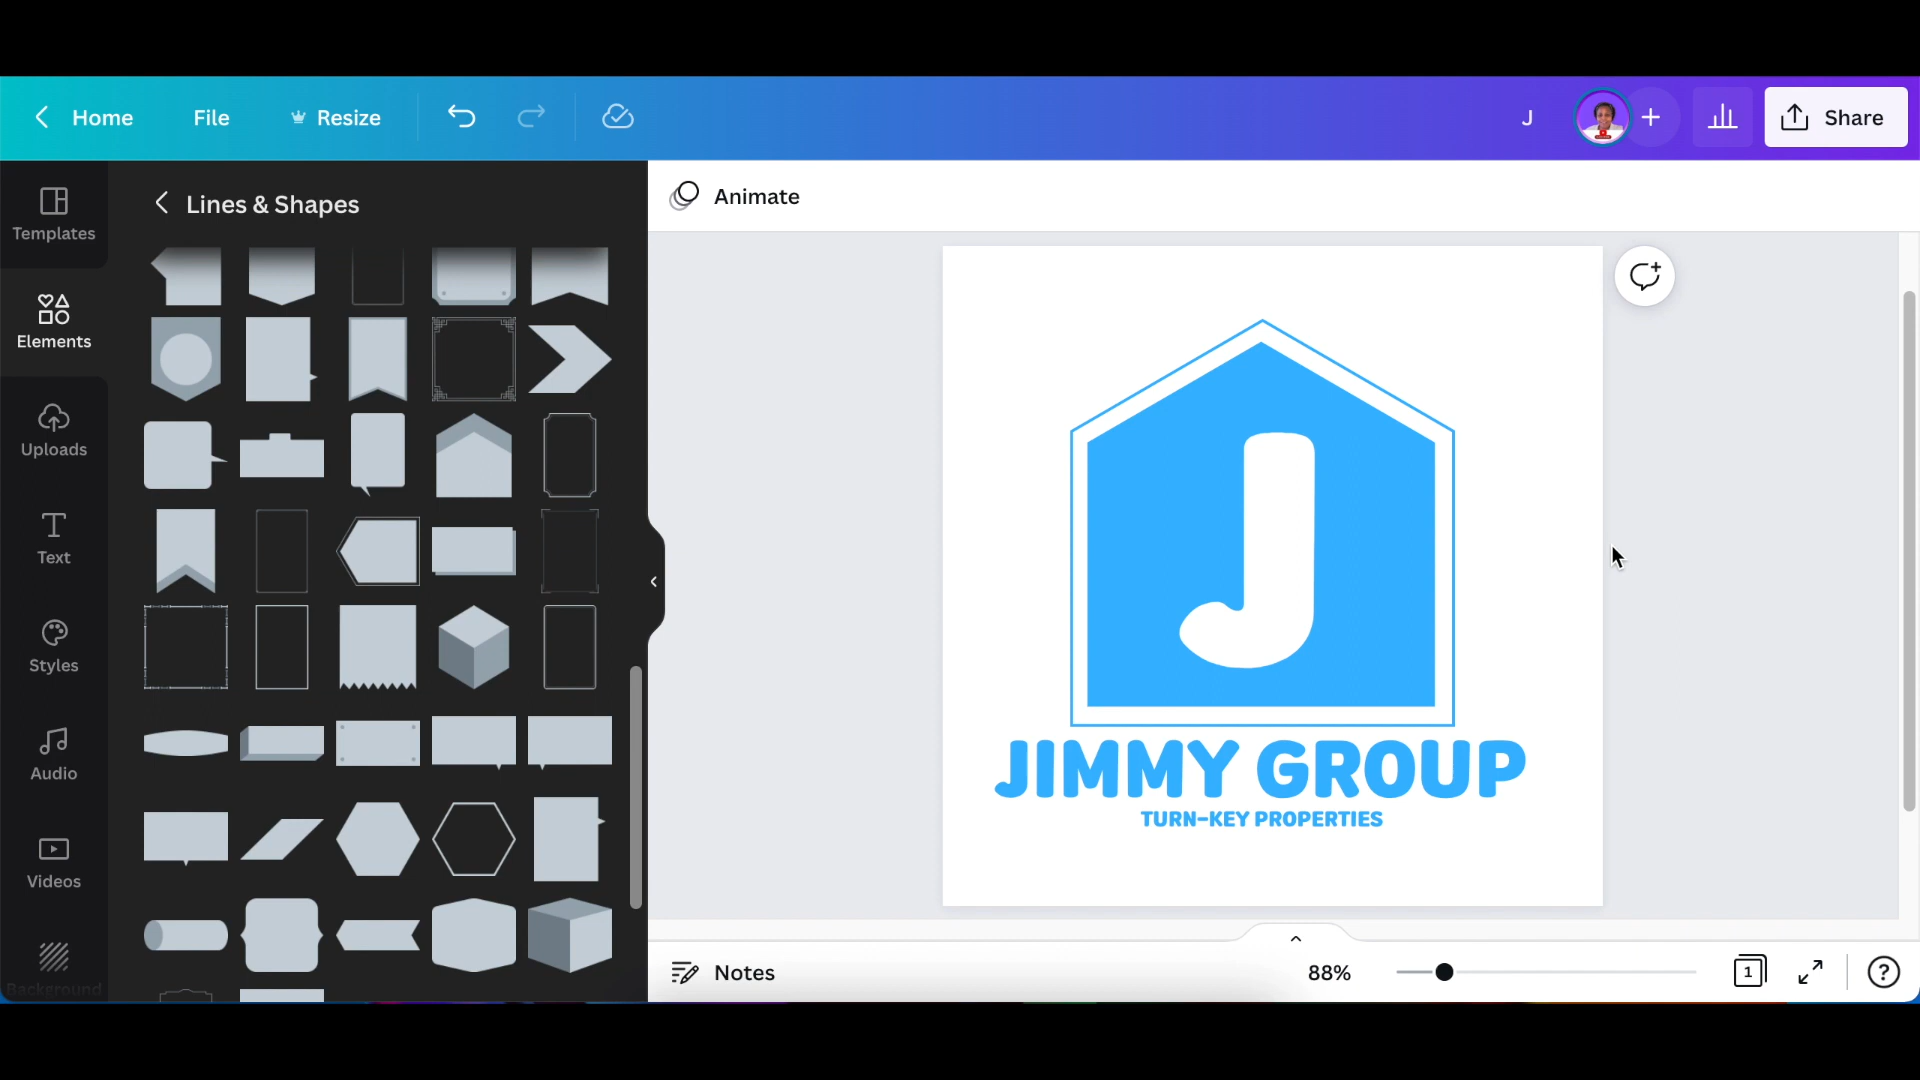 Home
File
Resize
J
Share
Templates
Elements
Uploads
Text
Styles
Audio
Videos
Background
Lines & Shapes
Animate
J
JIMMY GROUP
TURN-KEY PROPERTIES
Notes
88%
1
?